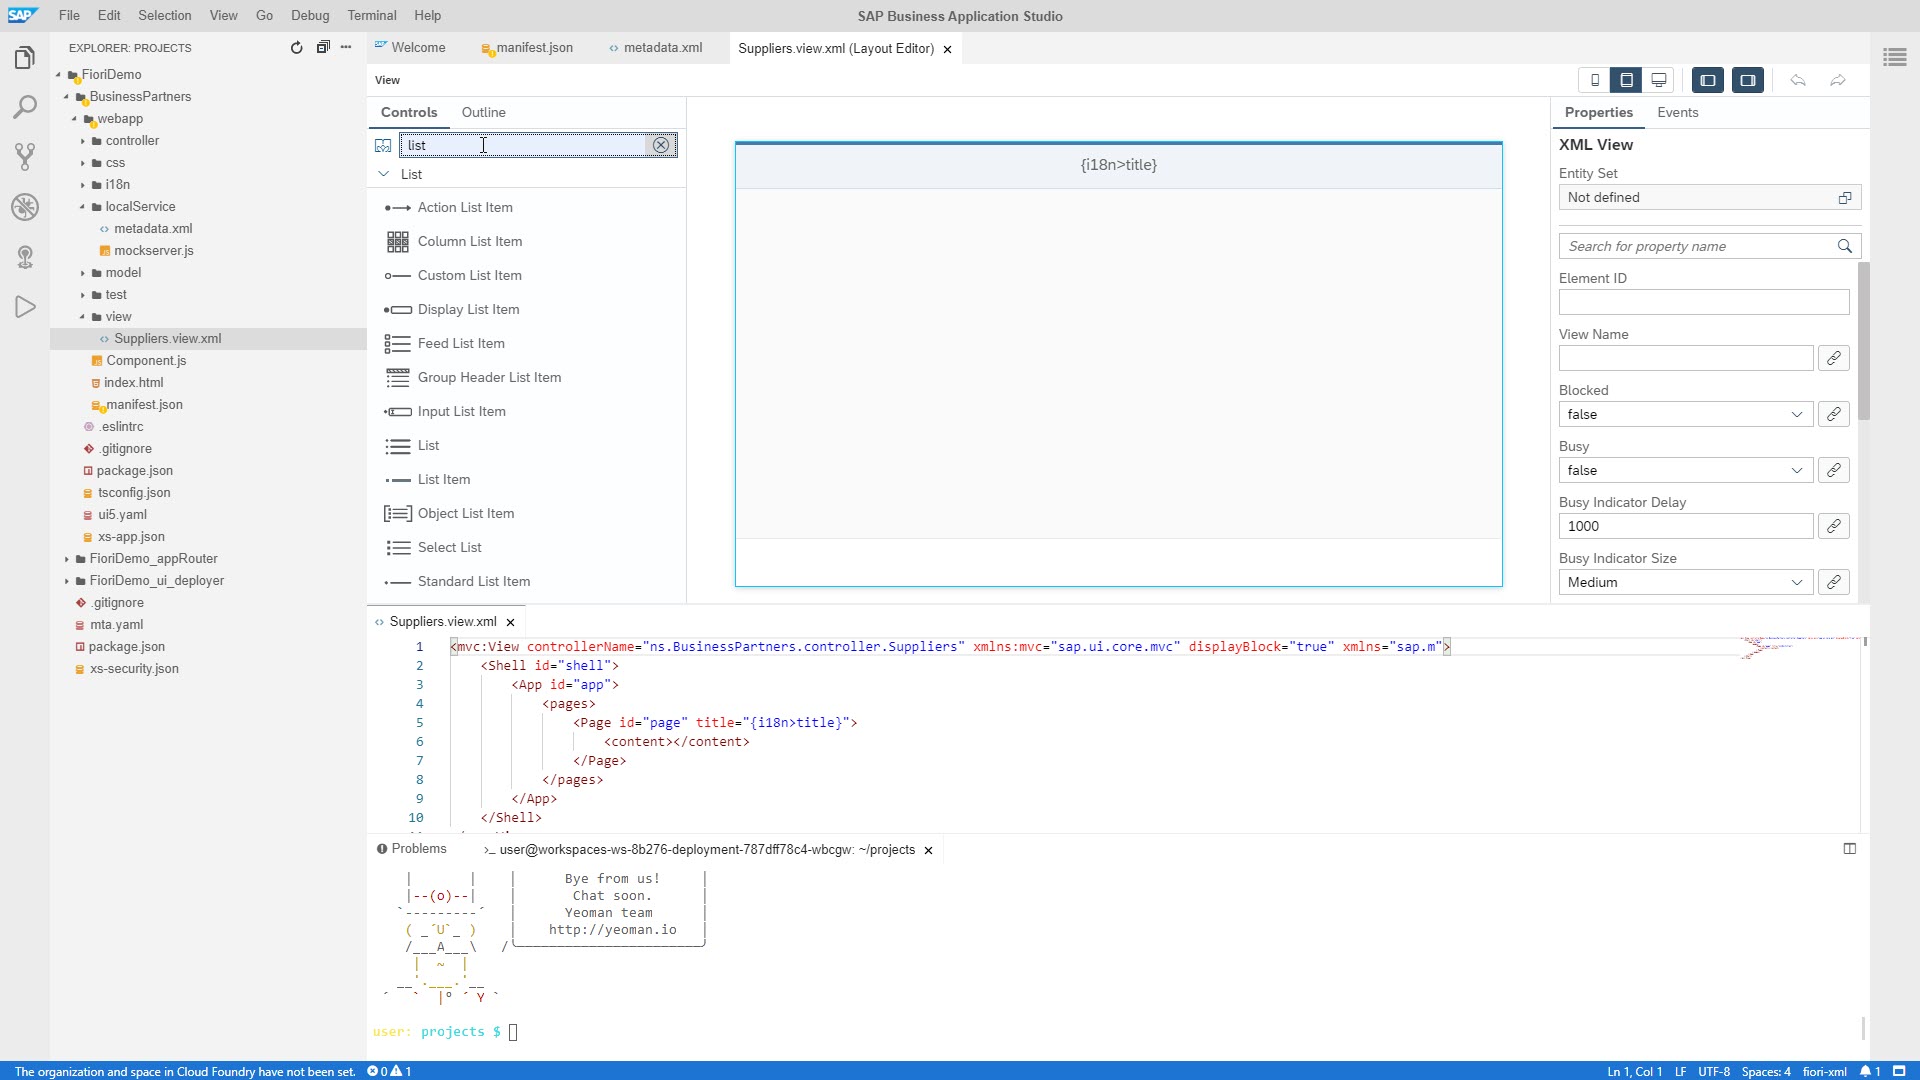 SAP File Edit Selection View Go Debug Terminal Help SAP Business Application Studio
EXPLORER: PROJECTS
FioriDemo
BusinessPartners
webapp
controller
css
i18n
localService
metadata.xml
mockserver.js
model
test
view
Suppliers.view.xml
Component.js
index.html
manifest.json
.eslintrc
.gitignore
package.json
tsconfig.json
ui5.yaml
xs-app.json
FioriDemo_appRouter
FioriDemo_ui_deployer
.gitignore
mta.yaml
package.json
xs-security.json
Welcome manifest.json metadata.xml Suppliers.view.xml (Layout Editor)
View
Controls Outline
list
List
Action List Item
Column List Item
Custom List Item
Display List Item
Feed List Item
Group Header List Item
Input List Item
List
List Item
Object List Item
Select List
Standard List Item
{i18n>title}
Properties Events
XML View
Entity Set
Not defined
Search for property name
Element ID
View Name
Blocked
false
Busy
false
Busy Indicator Delay
1000
Busy Indicator Size
Medium
Suppliers.view.xml
1 <mvc:View controllerName="ns.BusinessPartners.controller.Suppliers" xmlns:mvc="sap.ui.core.mvc" displayBlock="true" xmlns="sap.m">
2 <Shell id="shell">
3 <App id="app">
4 <pages>
5 <Page id="page" title="{i18n>title}">
6 <content></content>
7 </Page>
8 </pages>
9 </App>
10 </Shell>
Problems >_ user@workspaces-ws-8b276-deployment-787dff78c4-wbcgw: ~/projects
Bye from us!
Chat soon.
Yeoman team
http://yeoman.io
user: projects $
The organization and space in Cloud Foundry have not been set. 0 1 Ln 1, Col 1 LF UTF-8 Spaces: 4 fiori-xml 1